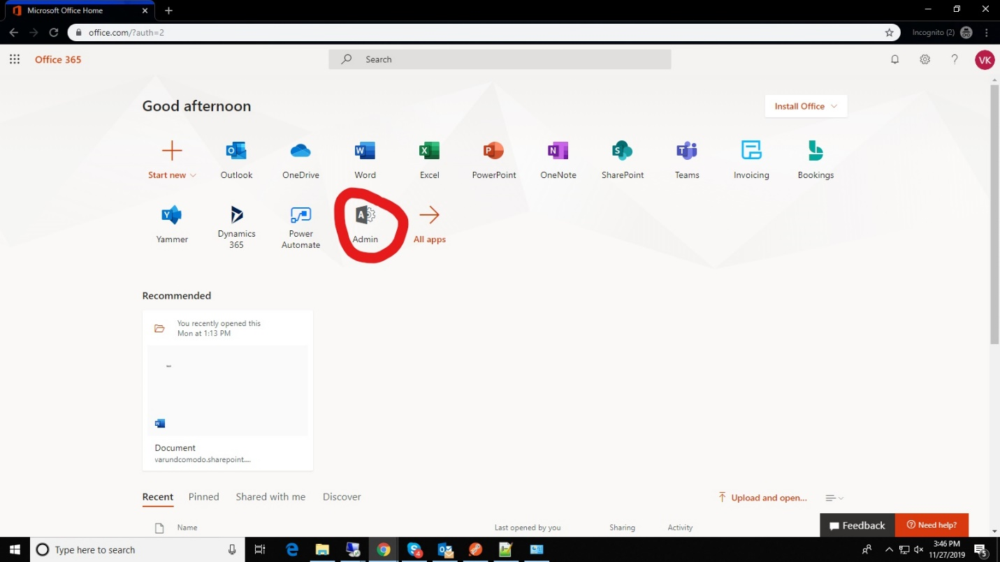 Microsoft Office Home
office.com/?auth=2
Incognito (2)
Office 365
Search
VK
Good afternoon
Install Office
Start new
Outlook
OneDrive
Word
Excel
PowerPoint
OneNote
SharePoint
Teams
Invoicing
Bookings
Yammer
Dynamics
365
Power
Automate
Admin
All apps
Recommended
You recently opened this
Mon at 1:13 PM
Document
varundcomodo.sharepoint....
Recent
Pinned
Shared with me
Discover
Upload and open...
Name
Last opened by you
Sharing
Activity
Feedback
Need help?
Type here to search
3:46 PM
11/27/2019